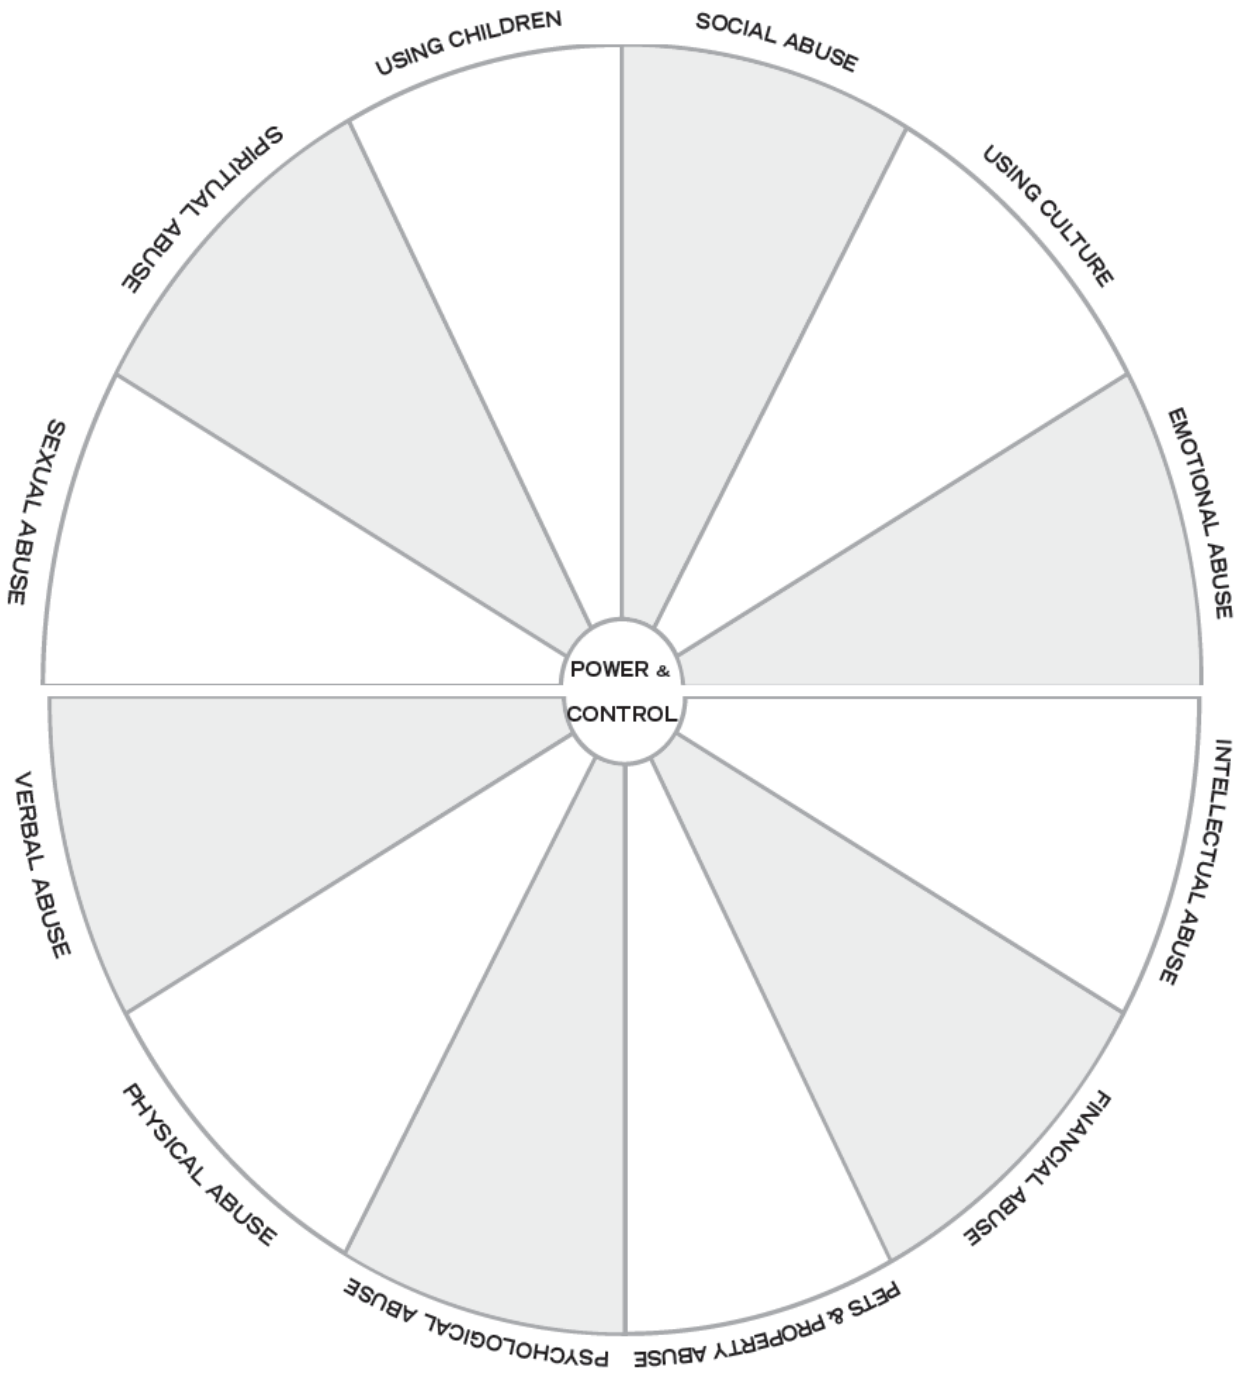 USING CHILDREN
SOCIAL ABUSE
USING CULTURE
EMOTIONAL ABUSE
INTELLECTUAL ABUSE
FINANCIAL ABUSE
PETS & PROPERTY ABUSE
PSYCHOLOGICAL ABUSE
PHYSICAL ABUSE
VERBAL ABUSE
SEXUAL ABUSE
SPIRITUAL ABUSE
POWER &
CONTROL